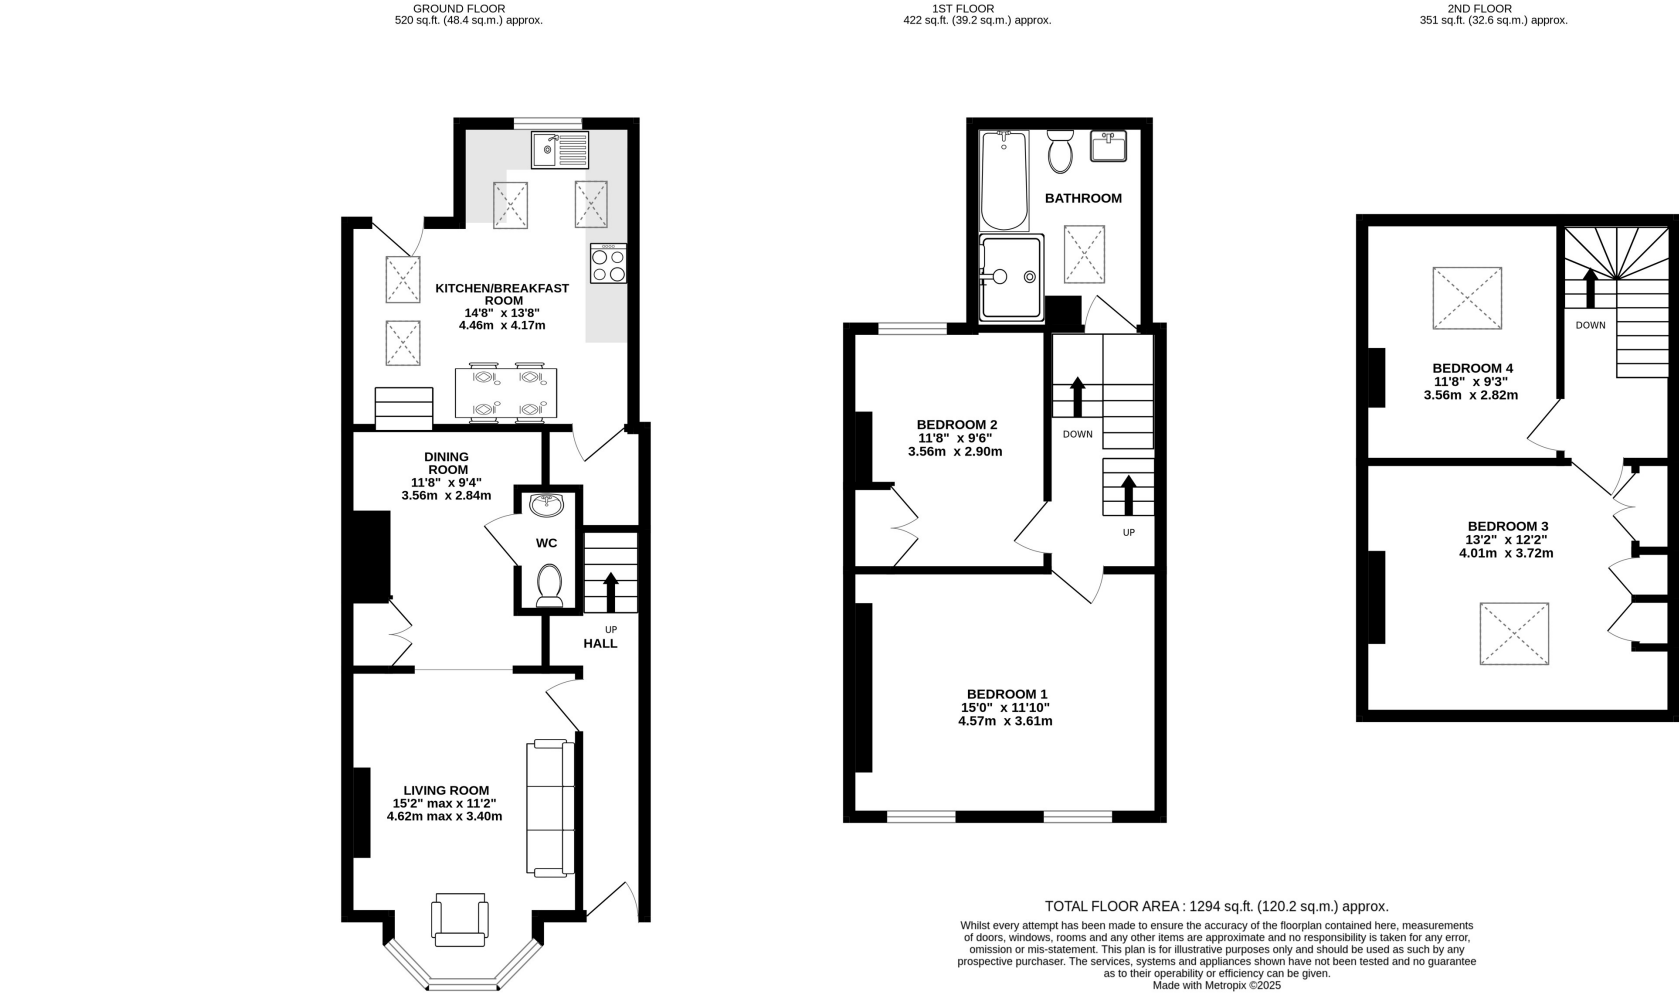 GROUND FLOOR
520 sq.ft. (48.4 sq.m.) approx.
1ST FLOOR
422 sq.ft. (39.2 sq.m.) approx.
2ND FLOOR
351 sq.ft. (32.6 sq.m.) approx.
KITCHEN/BREAKFAST
ROOM
14'8" x 13'8"
4.46m x 4.17m
DINING
ROOM
11'8" x 9'4"
3.56m x 2.84m
WC
UP
HALL
LIVING ROOM
15'2" max x 11'2"
4.62m max x 3.40m
BATHROOM
BEDROOM 2
11'8" x 9'6"
3.56m x 2.90m
DOWN
UP
BEDROOM 1
15'0" x 11'10"
4.57m x 3.61m
DOWN
BEDROOM 4
11'8" x 9'3"
3.56m x 2.82m
BEDROOM 3
13'2" x 12'2"
4.01m x 3.72m
TOTAL FLOOR AREA : 1294 sq.ft. (120.2 sq.m.) approx.
Whilst every attempt has been made to ensure the accuracy of the floorplan contained here, measurements
of doors, windows, rooms and any other items are approximate and no responsibility is taken for any error,
omission or mis-statement. This plan is for illustrative purposes only and should be used as such by any
prospective purchaser. The services, systems and appliances shown have not been tested and no guarantee
as to their operability or efficiency can be given.
Made with Metropix ©2025